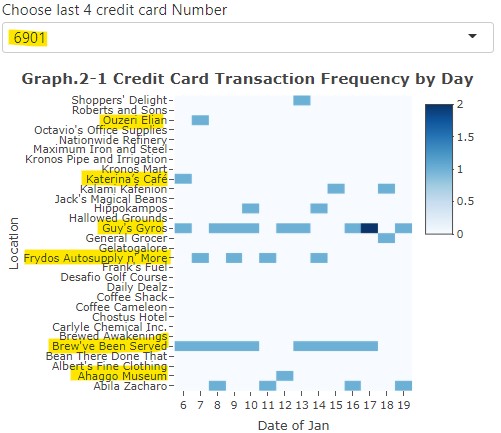 Choose last 4 credit card Number
6901
Graph.2-1 Credit Card Transaction Frequency by Day
Shoppers' Delight
Roberts and Sons
Ouzeri Elian
Octavio's Office Supplies
Nationwide Refinery
Maximum Iron and Steel
Kronos Pipe and Irrigation
Kronos Mart
Katerina's Café
Kalami Kafenion
Jack's Magical Beans
Hippokampos
Hallowed Grounds
Guy's Gyros
General Grocer
Gelatogalore
Frydos Autosupply n' More
Frank's Fuel
Desafio Golf Course
Daily Dealz
Coffee Shack
Coffee Cameleon
Chostus Hotel
Carlyle Chemical Inc.
Brewed Awakenings
Brew've Been Served
Bean There Done That
Albert's Fine Clothing
Ahaggo Museum
Abila Zacharo
Location
6 7 8 9 10 11 12 13 14 15 16 17 18 19
Date of Jan
2
1.5
1
0.5
0